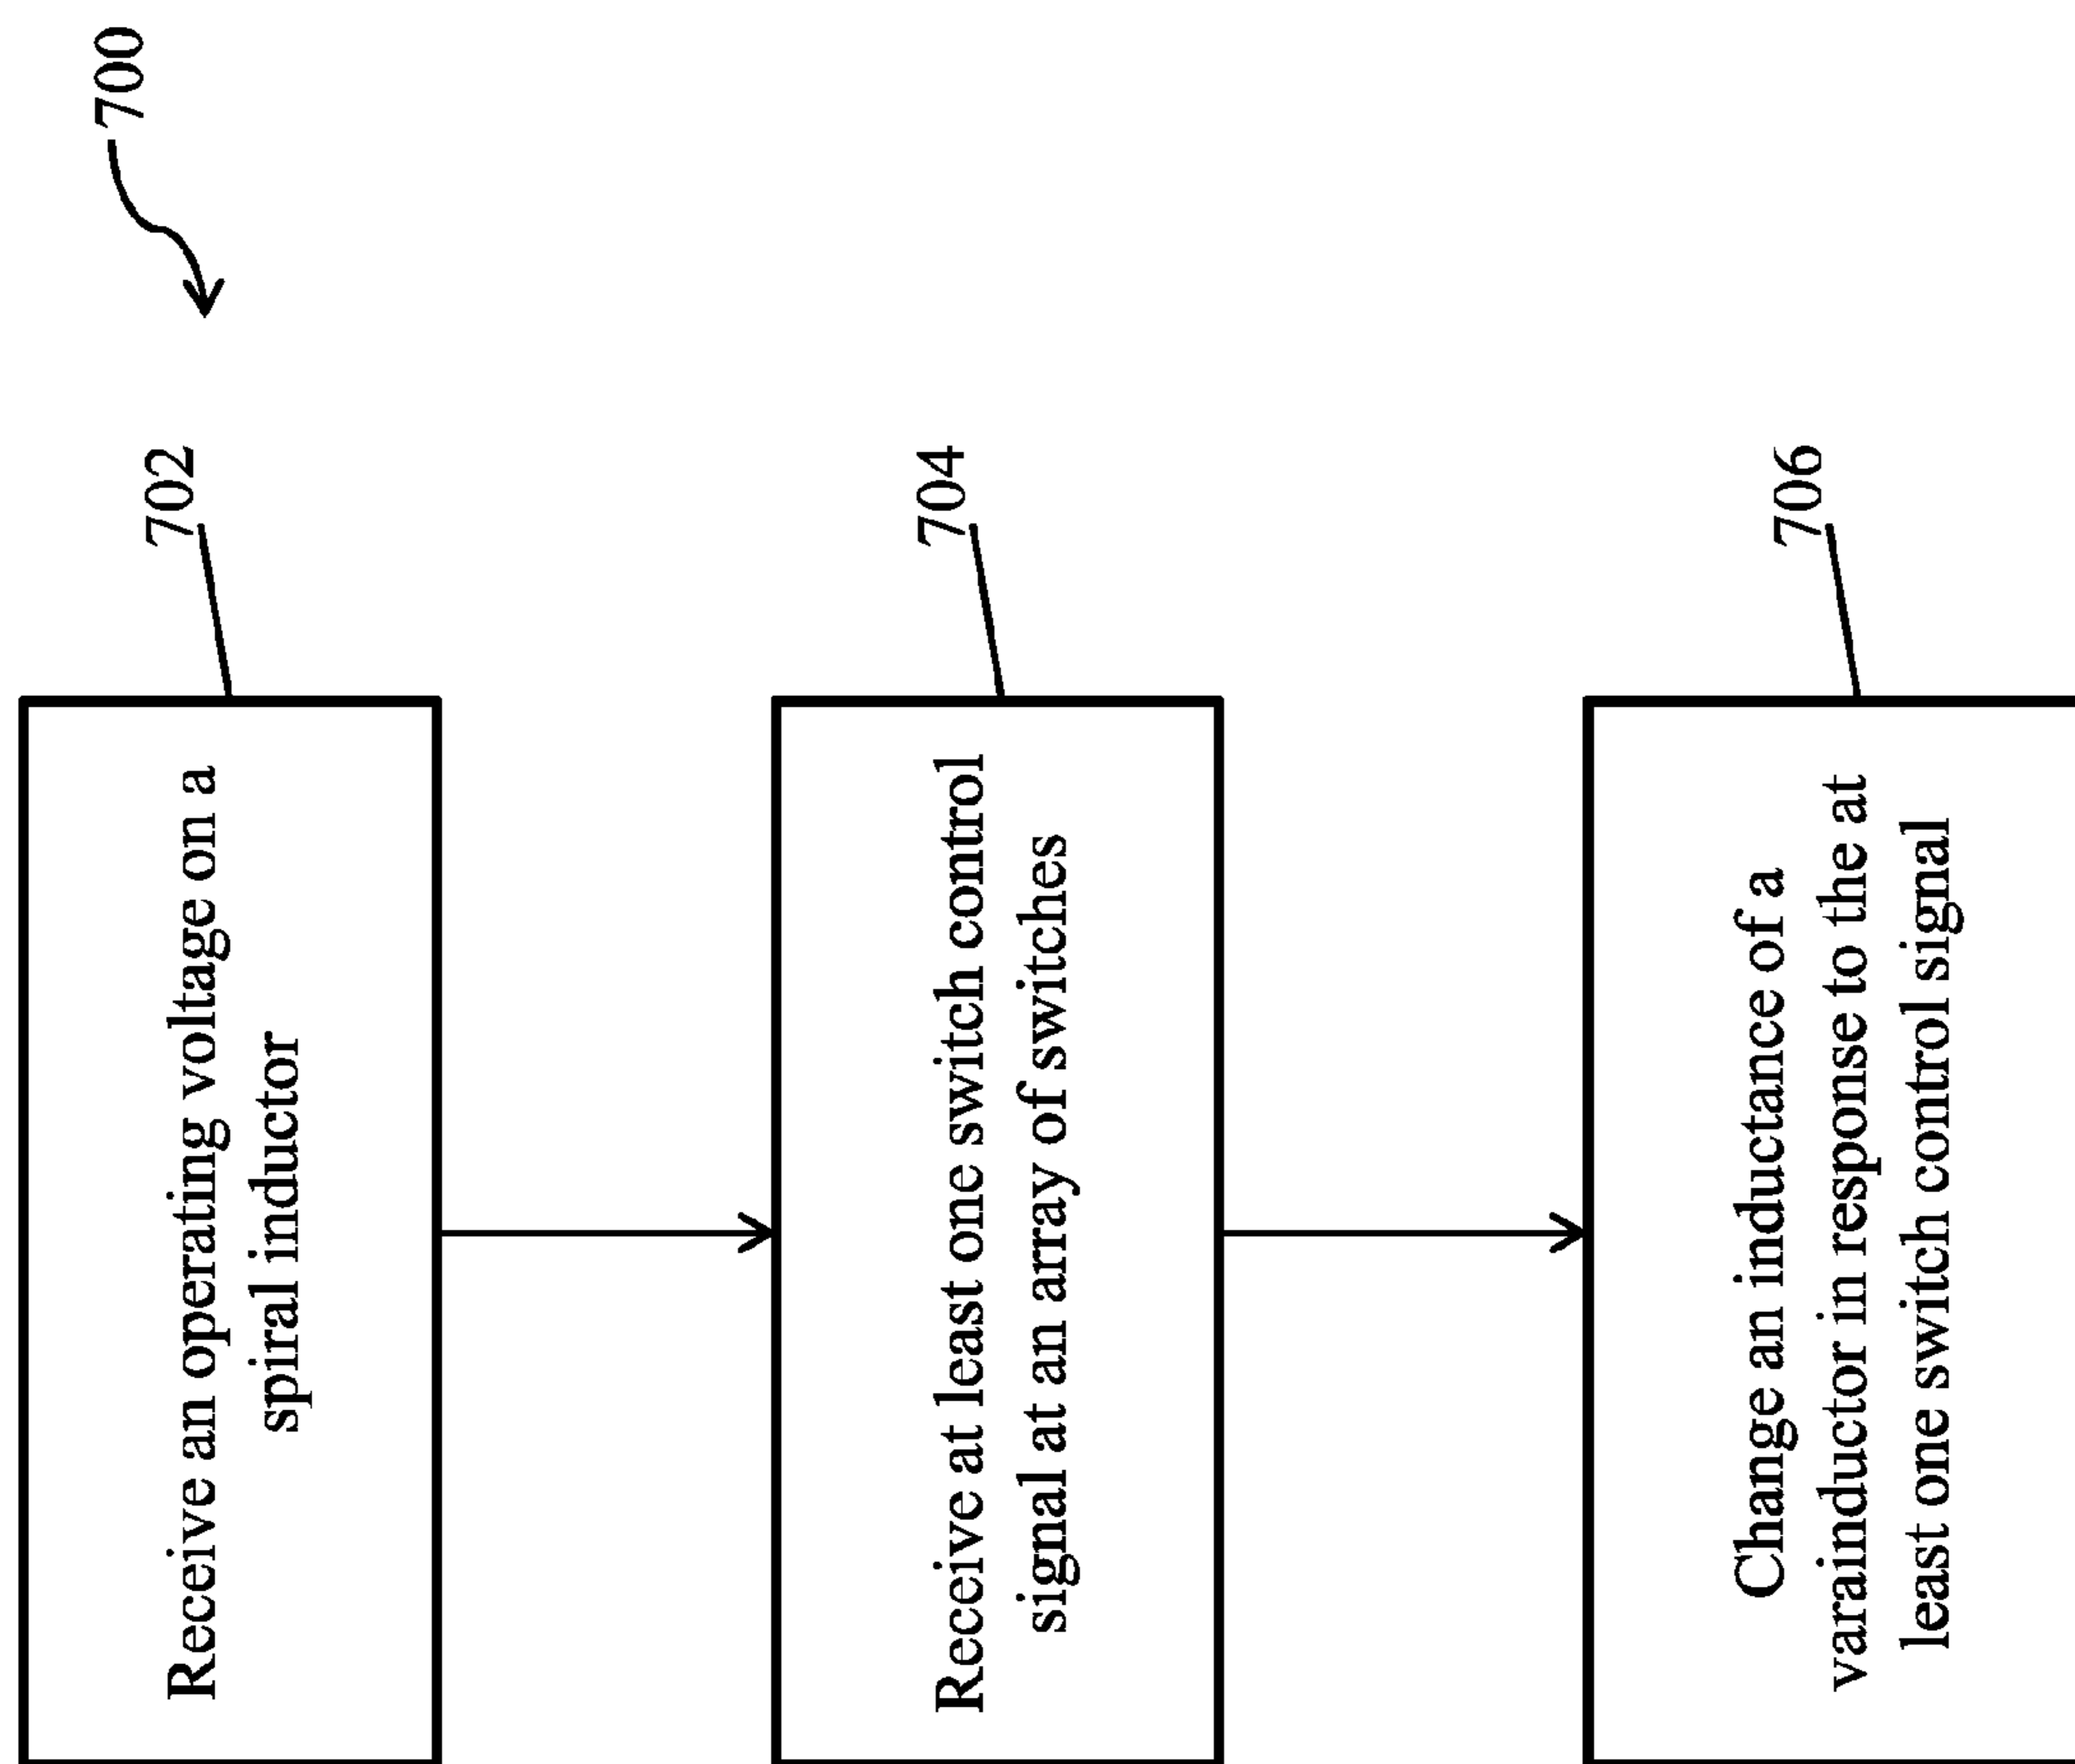 700
702
Receive an operating voltage on a
spiral inductor
704
Receive at least one switch control
signal at an array of switches
706
Change an inductance of a
varainductor in response to the at
least one switch control signal